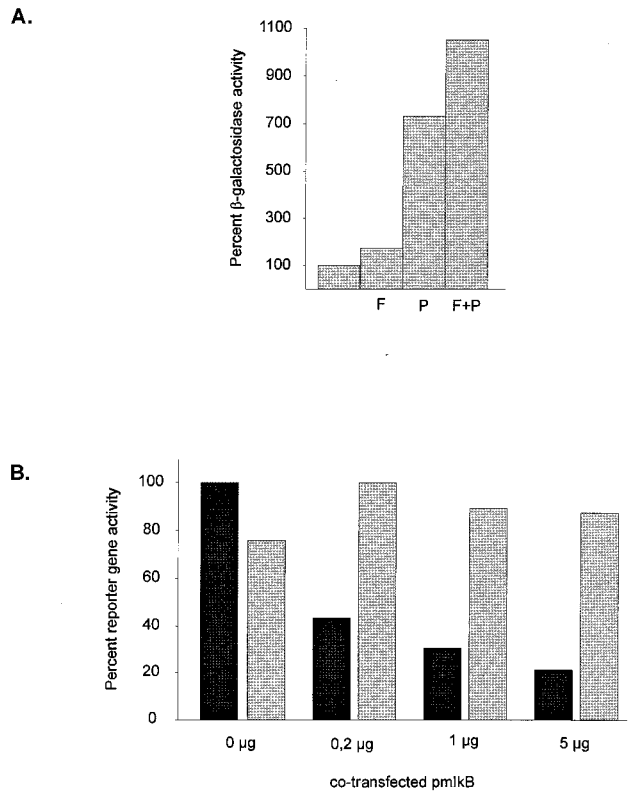 A.
Percent β-galactosidase activity
1100
900
700
500
300
100
F P F+P
B.
Percent reporter gene activity
100
80
60
40
20
0
0 µg 0,2 µg 1 µg 5 µg
co-transfected pmIkB